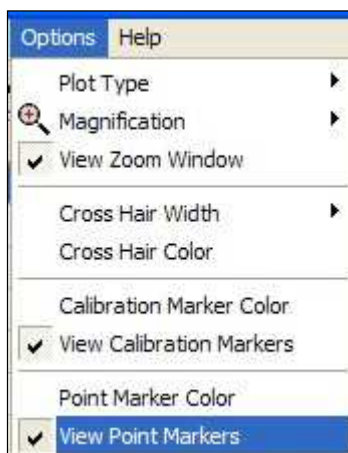 Options Help
Plot Type
Magnification
View Zoom Window
Cross Hair Width
Cross Hair Color
Calibration Marker Color
View Calibration Markers
Point Marker Color
View Point Markers